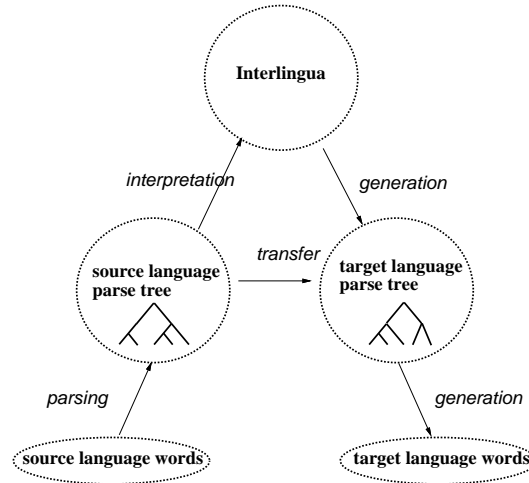 Interlingua
interpretation
generation
transfer
source language
parse tree
target language
parse tree
parsing
generation
source language words
target language words